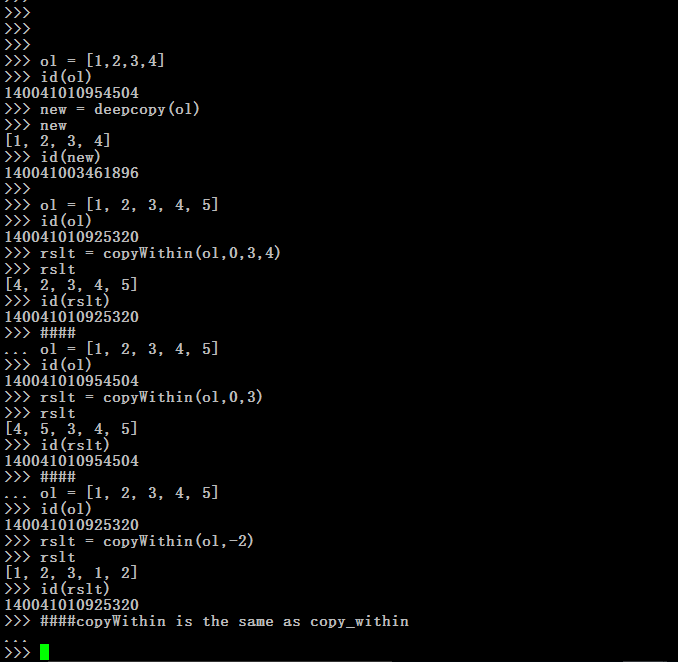 >>>
>>>
>>>
>>> ol = [1,2,3,4]
>>> id(ol)
140041010954504
>>> new = deepcopy(ol)
>>> new
[1, 2, 3, 4]
>>> id(new)
140041003461896
>>>
>>> ol = [1, 2, 3, 4, 5]
>>> id(ol)
140041010925320
>>> rslt = copyWithin(ol,0,3,4)
>>> rslt
[4, 2, 3, 4, 5]
>>> id(rslt)
140041010925320
>>> ####
... ol = [1, 2, 3, 4, 5]
>>> id(ol)
140041010954504
>>> rslt = copyWithin(ol,0,3)
>>> rslt
[4, 5, 3, 4, 5]
>>> id(rslt)
140041010954504
>>> ####
... ol = [1, 2, 3, 4, 5]
>>> id(ol)
140041010925320
>>> rslt = copyWithin(ol,-2)
>>> rslt
[1, 2, 3, 1, 2]
>>> id(rslt)
140041010925320
>>> ####copyWithin is the same as copy_within
...
>>>